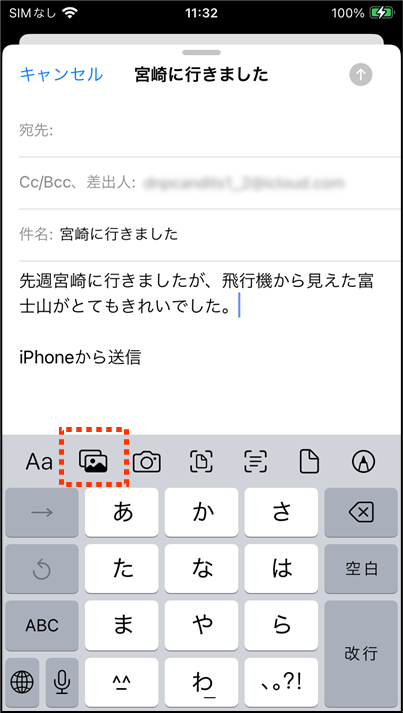 SIMなし 11:32 100%
キャンセル 宮崎に行きました
宛先:
Cc/Bcc、差出人:
件名: 宮崎に行きました
先週宮崎に行きましたが、飛行機から見えた富
士山がとてもきれいでした。
iPhoneから送信
Aa
→ あ か さ
た な は 空白
ABC ま や ら 改行
^^ わ 、。?!